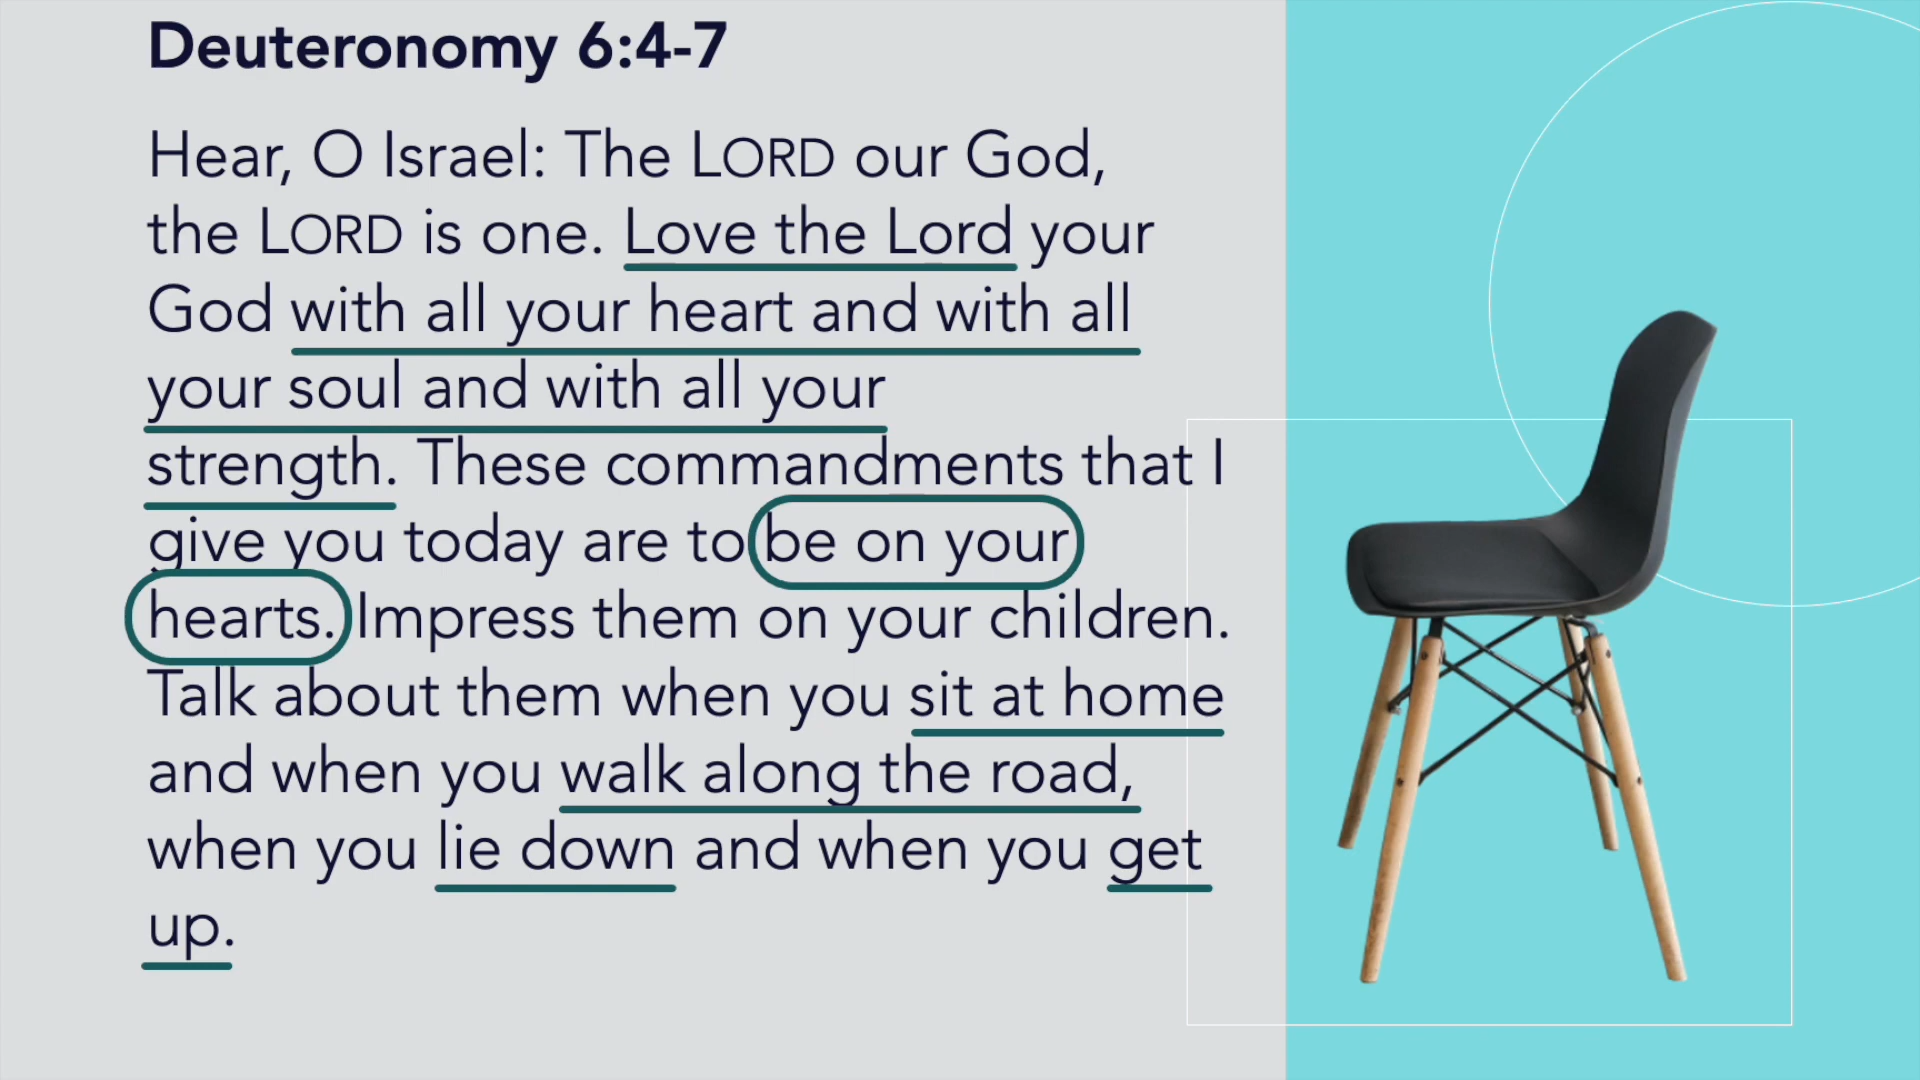 Deuteronomy 6:4-7
Hear, O Israel: The LORD our God,
the LORD is one. Love the Lord your
God with all your heart and with all
your soul and with all your
strength. These commandments that I
give you today are to be on your
hearts. Impress them on your children.
Talk about them when you sit at home
and when you walk along the road,
when you lie down and when you get
up.